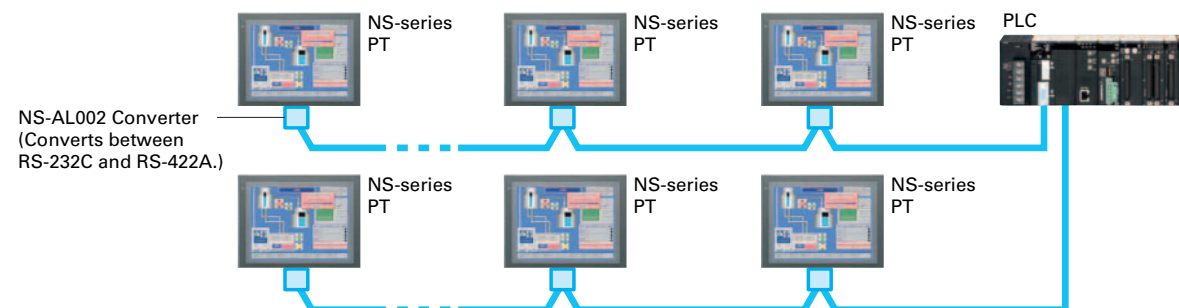 NS-series
PT
NS-series
PT
NS-series
PT
PLC
NS-AL002 Converter
(Converts between
RS-232C and RS-422A.)
NS-series
PT
NS-series
PT
NS-series
PT